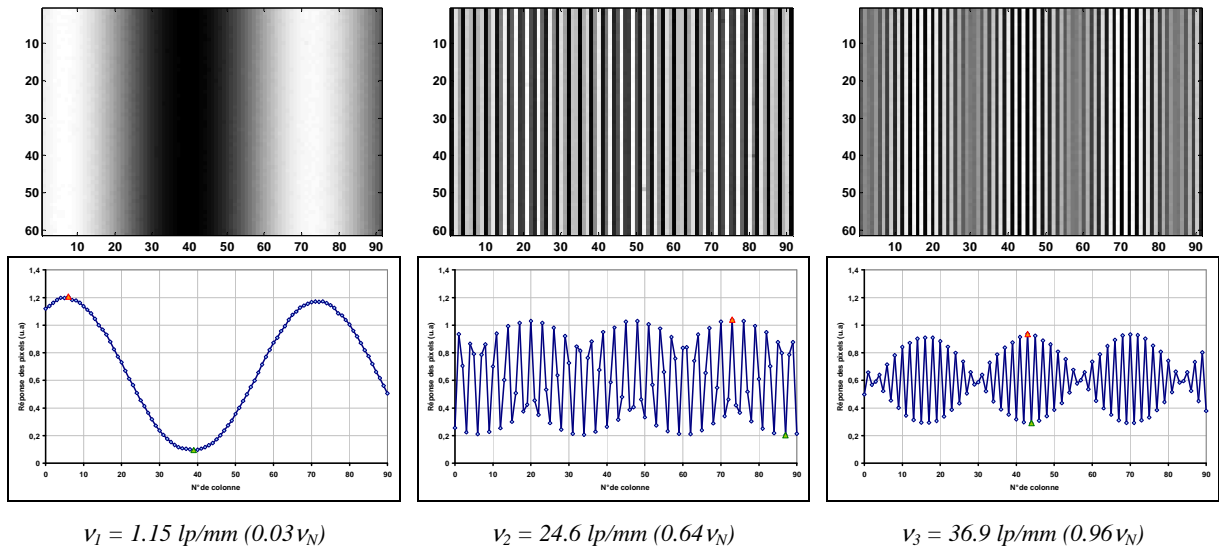 10
20
30
40
50
60
10 20 30 40 50 60 70 80 90
10
20
30
40
50
60
10 20 30 40 50 60 70 80 90
10
20
30
40
50
60
10 20 30 40 50 60 70 80 90
Réponse des pixels (u.a)
1,4
1,2
1
0,8
0,6
0,4
0,2
0
0 10 20 30 40 50 60 70 80 90
N°de colonne
Réponse des pixels (u.a)
1,4
1,2
1
0,8
0,6
0,4
0,2
0
0 10 20 30 40 50 60 70 80 90
N°de colonne
Réponse des pixels (u.a)
1,4
1,2
1
0,8
0,6
0,4
0,2
0
0 10 20 30 40 50 60 70 80 90
N°de colonne
ν1 = 1.15 lp/mm (0.03νN)
ν2 = 24.6 lp/mm (0.64νN)
ν3 = 36.9 lp/mm (0.96νN)